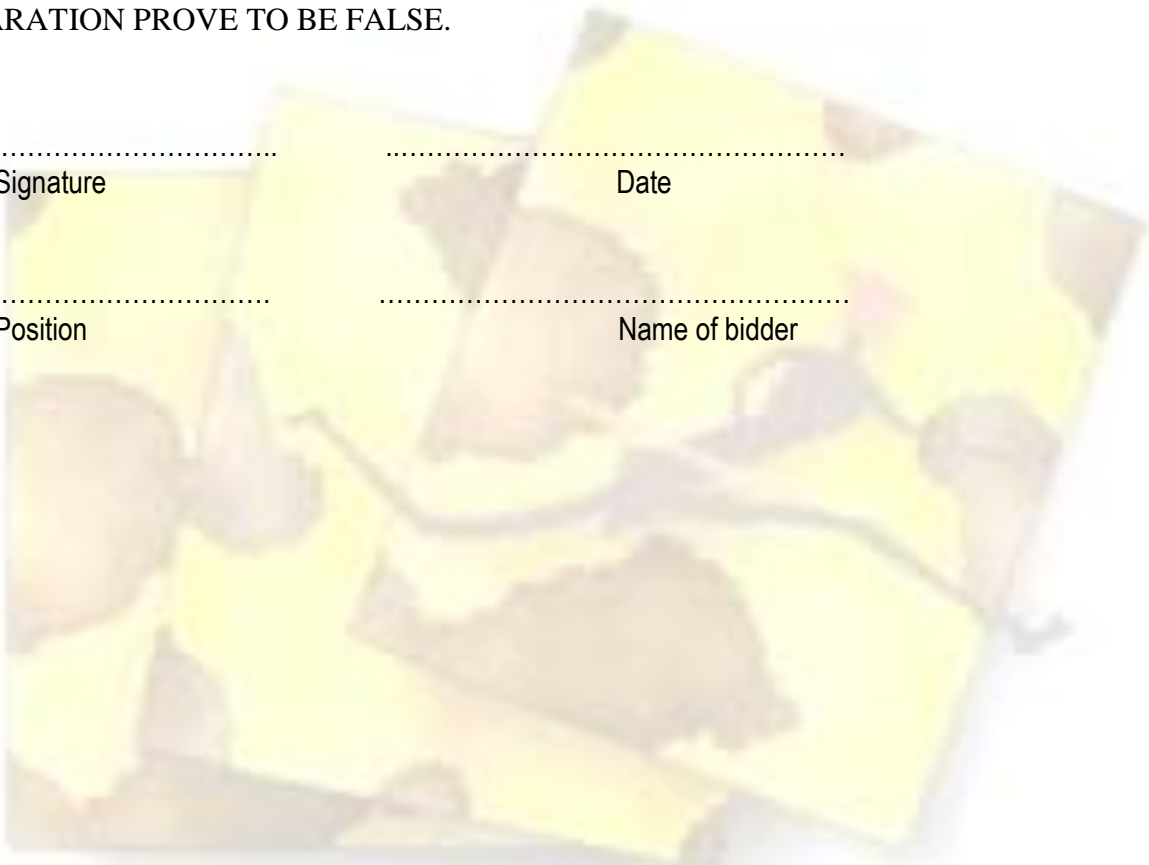 ARATION PROVE TO BE FALSE.
………………………….. ..……………………………………………
Signature Date
…………………………. ………………………………………………
Position Name of bidder